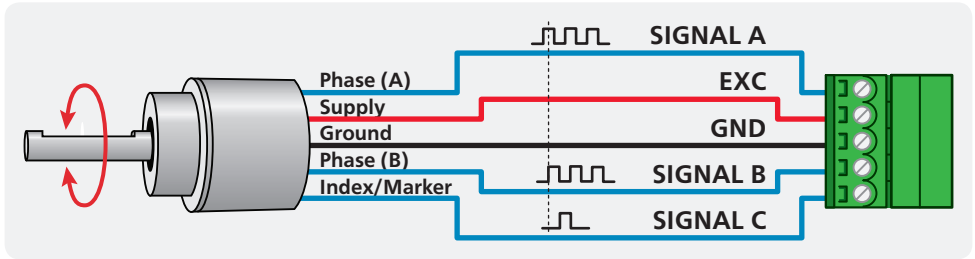 SIGNAL A
Phase (A)
EXC
Supply
GND
Ground
Phase (B)
SIGNAL B
Index/Marker
SIGNAL C